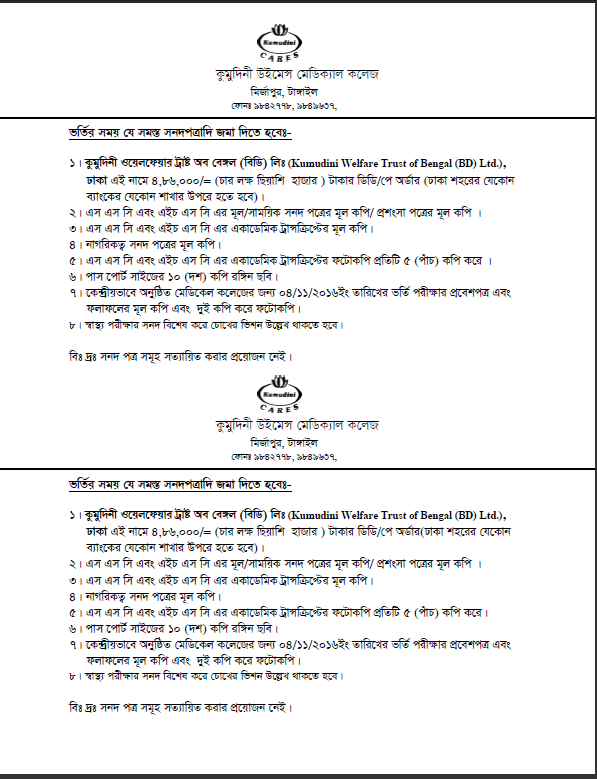 Kumudini
CARES
কুমুদিনী উইমেন্স মেডিক্যাল কলেজ
মির্জাপুর, টাঙ্গাইল
ফোনঃ ৯৮৪২৭৭৮, ৯৮৪৯৬৩৭,
ভর্তির সময় যে সমস্ত সনদপত্রাদি জমা দিতে হবেঃ-
১। কুমুদিনী ওয়েলফেয়ার ট্রাষ্ট অব বেঙ্গল (বিডি) লিঃ (Kumudini Welfare Trust of Bengal (BD) Ltd.),
ঢাকা এই নামে ৪,৮৬,০০০/= (চার লক্ষ ছিয়াশি হাজার ) টাকার ডিডি/পে অর্ডার (ঢাকা শহরের যেকোন
ব্যাংকের যেকোন শাখার উপরে হতে হবে)।
২। এস এস সি এবং এইচ এস সি এর মূল/সাময়িক সনদ পত্রের মূল কপি/ প্রশংসা পত্রের মূল কপি ।
৩। এস এস সি এবং এইচ এস সি এর একাডেমিক ট্রান্সক্রিপ্টের মূল কপি।
৪। নাগরিকত্ব সনদ পত্রের মূল কপি।
৫। এস এস সি এবং এইচ এস সি এর একাডেমিক ট্রান্সক্রিপ্টের ফটোকপি প্রতিটি ৫ (পাঁচ) কপি করে ।
৬। পাস পোর্ট সাইজের ১০ (দশ) কপি রঙ্গিন ছবি।
৭। কেন্দ্রীয়ভাবে অনুষ্ঠিত মেডিকেল কলেজের জন্য ০৪/১১/২০১৬ইং তারিখের ভর্তি পরীক্ষার প্রবেশপত্র এবং
ফলাফলের মূল কপি এবং দুই কপি করে ফটোকপি।
৮। স্বাস্থ্য পরীক্ষার সনদ বিশেষ করে চোখের ভিশন উল্লেখ থাকতে হবে।
বিঃ দ্রঃ সনদ পত্র সমূহ সত্যায়িত করার প্রয়োজন নেই।
Kumudini
CARES
কুমুদিনী উইমেন্স মেডিক্যাল কলেজ
মির্জাপুর, টাঙ্গাইল
ফোনঃ ৯৮৪২৭৭৮, ৯৮৪৯৬৩৭,
ভর্তির সময় যে সমস্ত সনদপত্রাদি জমা দিতে হবেঃ-
১। কুমুদিনী ওয়েলফেয়ার ট্রাষ্ট অব বেঙ্গল (বিডি) লিঃ (Kumudini Welfare Trust of Bengal (BD) Ltd.),
ঢাকা এই নামে ৪,৮৬,০০০/= (চার লক্ষ ছিয়াশি হাজার ) টাকার ডিডি/পে অর্ডার(ঢাকা শহরের যেকোন
ব্যাংকের যেকোন শাখার উপরে হতে হবে)।
২। এস এস সি এবং এইচ এস সি এর মূল/সাময়িক সনদ পত্রের মূল কপি/ প্রশংসা পত্রের মূল কপি ।
৩। এস এস সি এবং এইচ এস সি এর একাডেমিক ট্রান্সক্রিপ্টের মূল কপি।
৪। নাগরিকত্ব সনদ পত্রের মূল কপি।
৫। এস এস সি এবং এইচ এস সি এর একাডেমিক ট্রান্সক্রিপ্টের ফটোকপি প্রতিটি ৫ (পাঁচ) কপি করে।
৬। পাস পোর্ট সাইজের ১০ (দশ) কপি রঙ্গিন ছবি।
৭। কেন্দ্রীয়ভাবে অনুষ্ঠিত মেডিকেল কলেজের জন্য ০৪/১১/২০১৬ইং তারিখের ভর্তি পরীক্ষার প্রবেশপত্র এবং
ফলাফলের মূল কপি এবং দুই কপি করে ফটোকপি।
৮। স্বাস্থ্য পরীক্ষার সনদ বিশেষ করে চোখের ভিশন উল্লেখ থাকতে হবে।
বিঃ দ্রঃ সনদ পত্র সমূহ সত্যায়িত করার প্রয়োজন নেই।